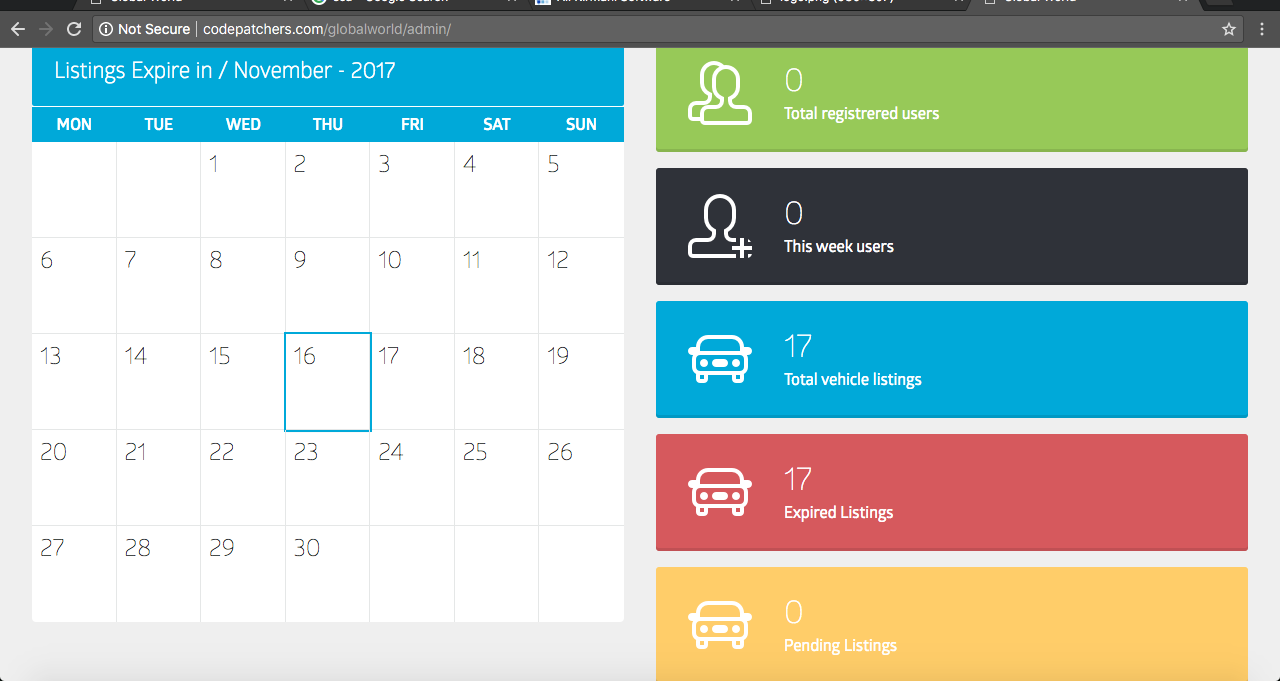 Not Secure | codepatchers.com/globalworld/admin/
Listings Expire in / November - 2017
MON TUE WED THU FRI SAT SUN
1 2 3 4 5
6 7 8 9 10 11 12
13 14 15 16 17 18 19
20 21 22 23 24 25 26
27 28 29 30
0
Total registrered users
0
This week users
17
Total vehicle listings
17
Expired Listings
0
Pending Listings